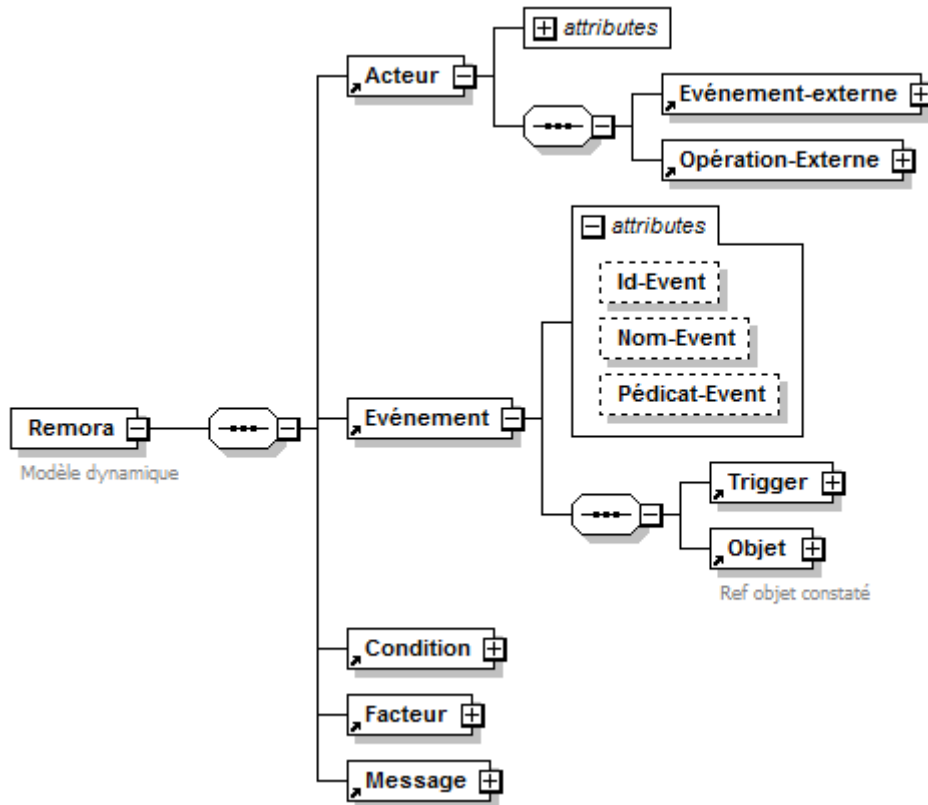 attributes
Acteur
Evénement-externe
Opération-Externe
attributes
Id-Event
Nom-Event
Pédicat-Event
Remora
Modèle dynamique
Evénement
Trigger
Objet
Ref objet constaté
Condition
Facteur
Message